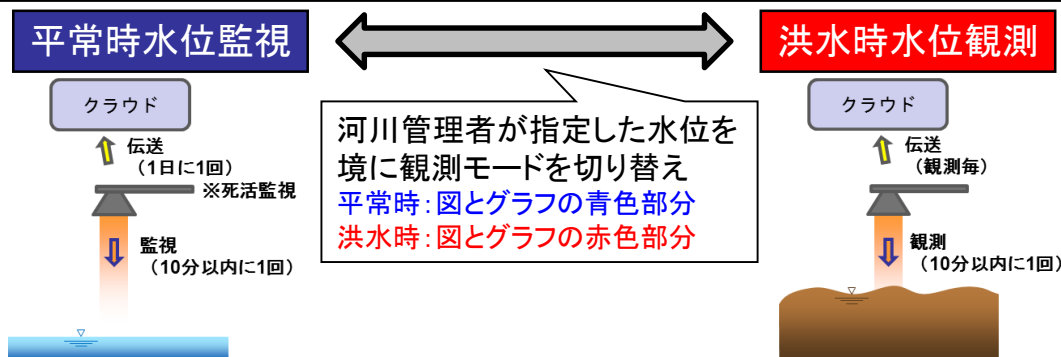 平常時水位監視
クラウド
伝送
（1日に1回）
※死活監視
監視
（10分以内に1回）
河川管理者が指定した水位を
境に観測モードを切り替え
平常時：図とグラフの青色部分
洪水時：図とグラフの赤色部分
洪水時水位観測
クラウド
伝送
（観測毎）
観測
（10分以内に1回）